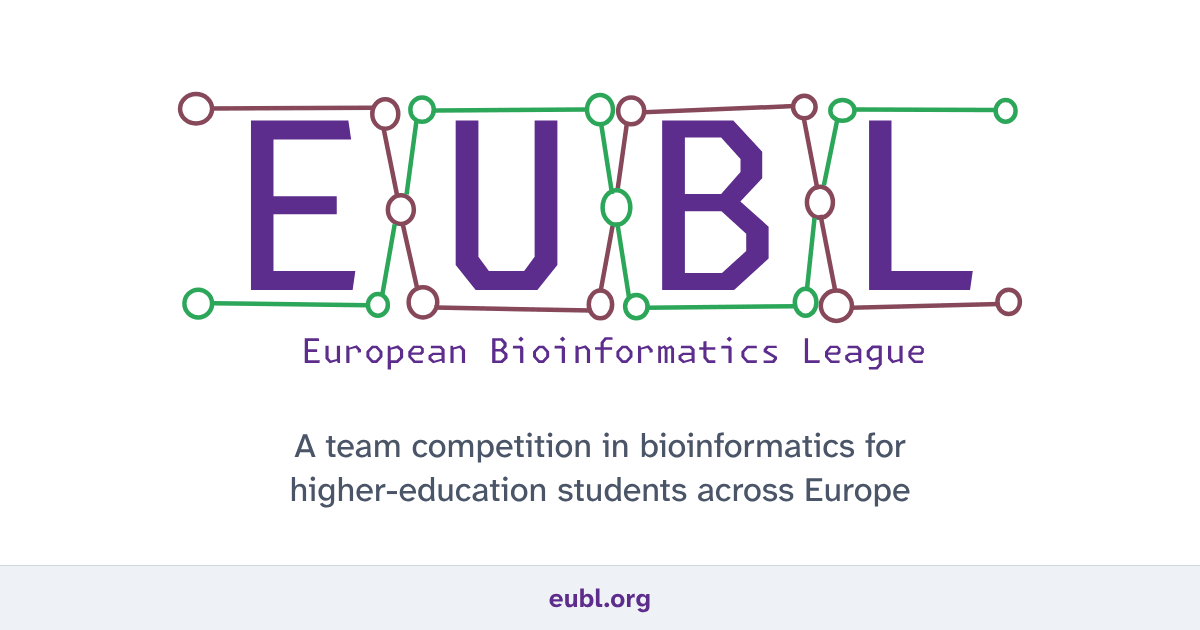 EUBL
European Bioinformatics League
A team competition in bioinformatics for
higher-education students across Europe
eubl.org